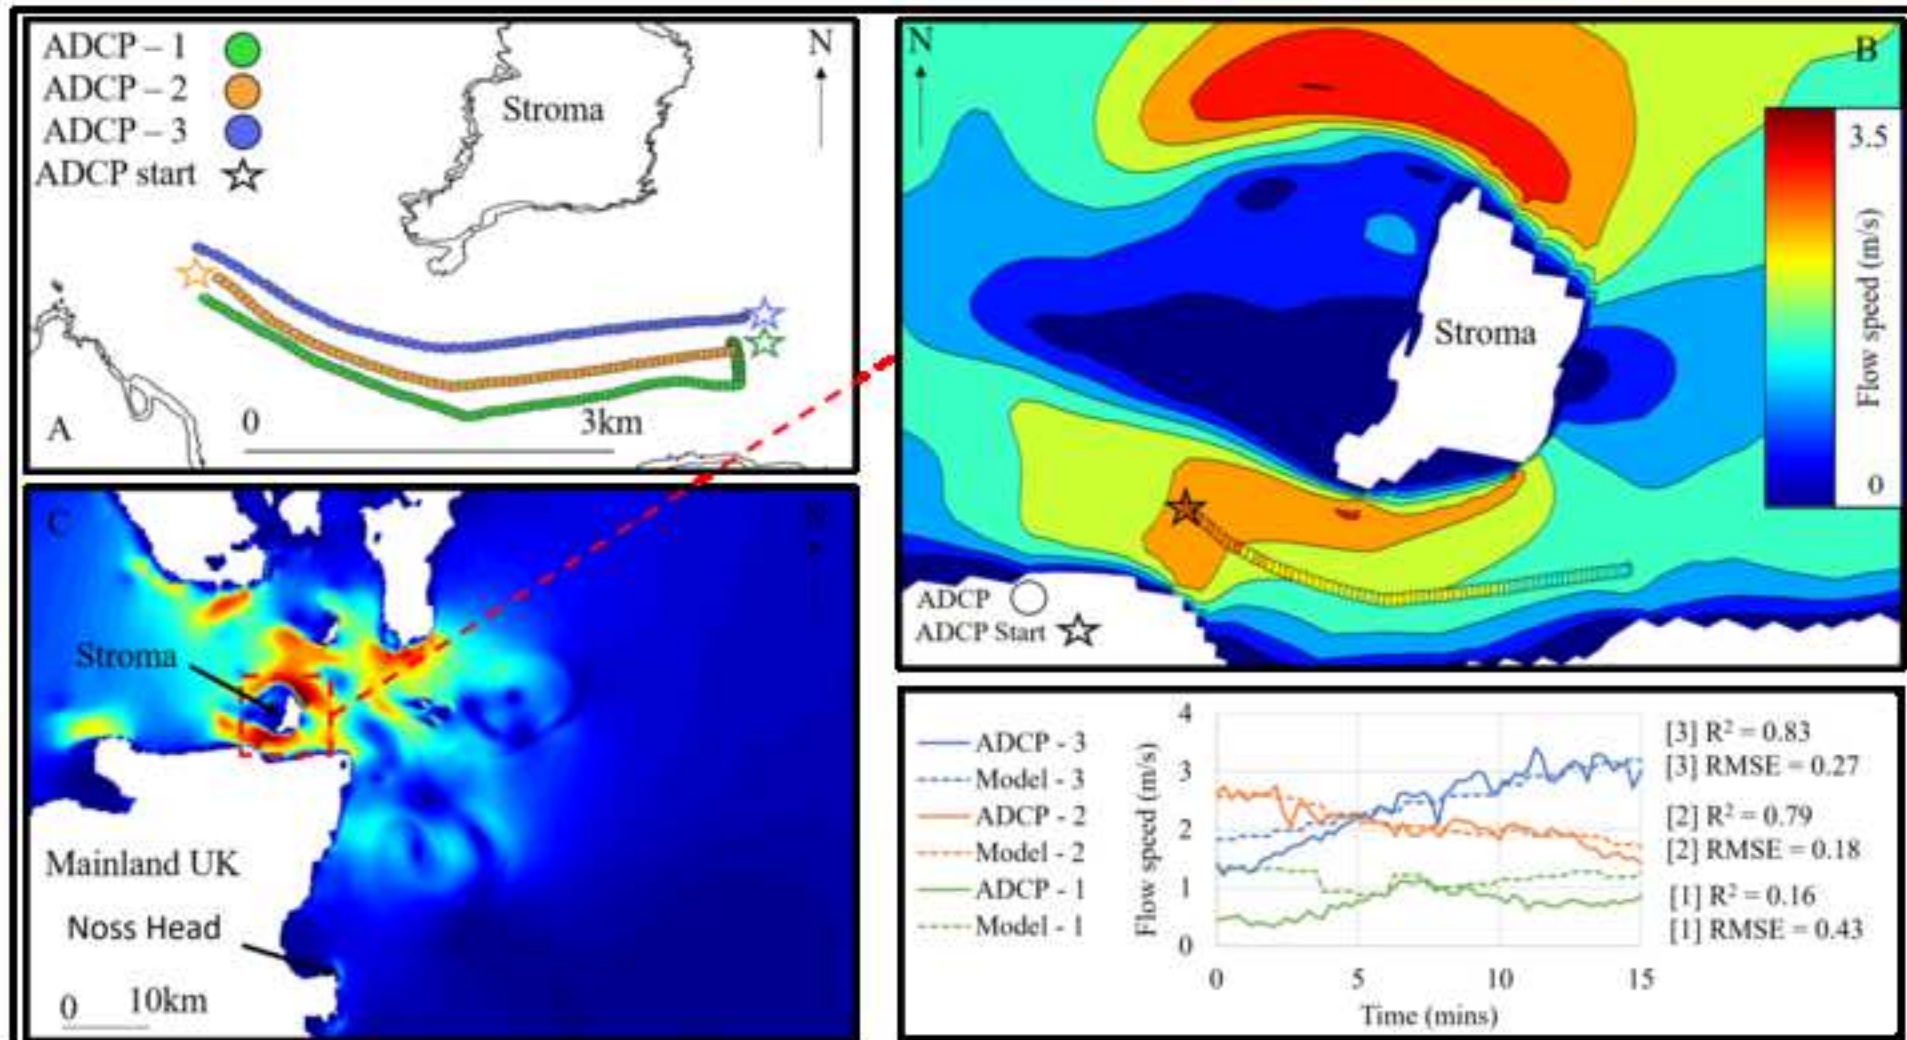 ADCP – 1
ADCP – 2
ADCP – 3
ADCP start
N
Stroma
0 3km
A
N
B
Stroma
3.5
Flow speed (m/s)
0
ADCP
ADCP Start
C
N
Stroma
Mainland UK
Noss Head
0 10km
ADCP - 3
Model - 3
ADCP - 2
Model - 2
ADCP - 1
Model - 1
Flow speed (m/s)
4
3
2
1
0
0 5 10 15
Time (mins)
[3] R² = 0.83
[3] RMSE = 0.27
[2] R² = 0.79
[2] RMSE = 0.18
[1] R² = 0.16
[1] RMSE = 0.43